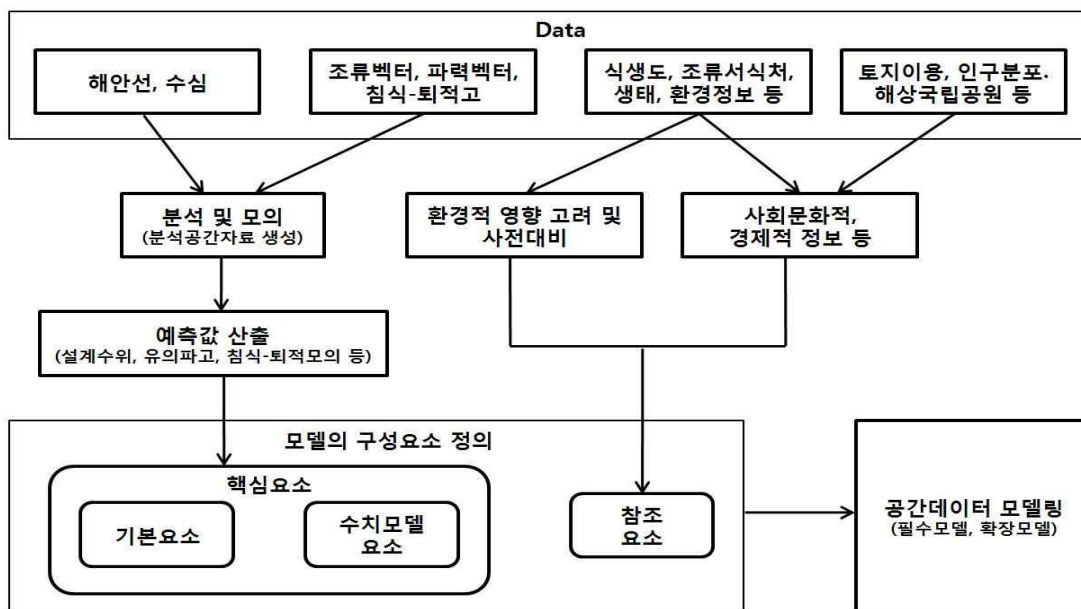 Data
해안선, 수심
조류벡터, 파력벡터,
침식-퇴적고
식생도, 조류서식처,
생태, 환경정보 등
토지이용, 인구분포.
해상국립공원 등
분석 및 모의
(분석공간자료 생성)
환경적 영향 고려 및
사전대비
사회문화적,
경제적 정보 등
예측값 산출
(설계수위, 유의파고, 침식-퇴적모의 등)
모델의 구성요소 정의
핵심요소
기본요소
수치모델
요소
참조
요소
공간데이터 모델링
(필수모델, 확장모델)